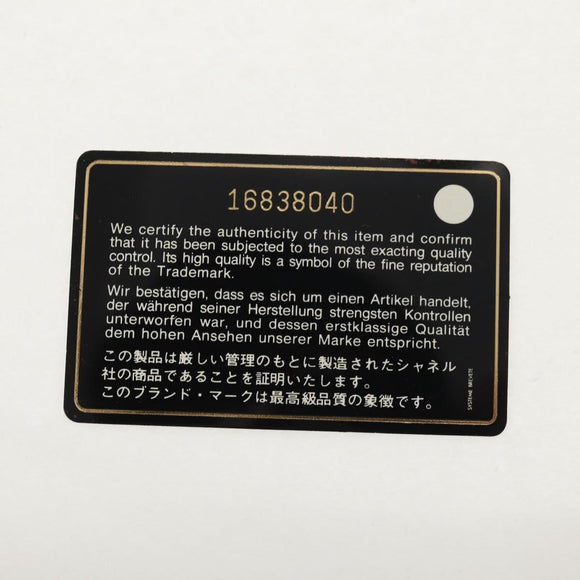 16838040
We certify the authenticity of this item and confirm
that it has been subjected to the most exacting quality
control. Its high quality is a symbol of the fine reputation
of the Trademark.
Wir bestätigen, dass es sich um einen Artikel handelt,
der während seiner Herstellung strengsten Kontrollen
unterworfen war, und dessen erstklassige Qualität
dem hohen Ansehen unserer Marke entspricht.
この製品は厳しい管理のもとに製造されたシャネル
社の商品であることを証明いたします。
このブランド・マークは最高級品質の象徴です。
SYSTEME BREVETE